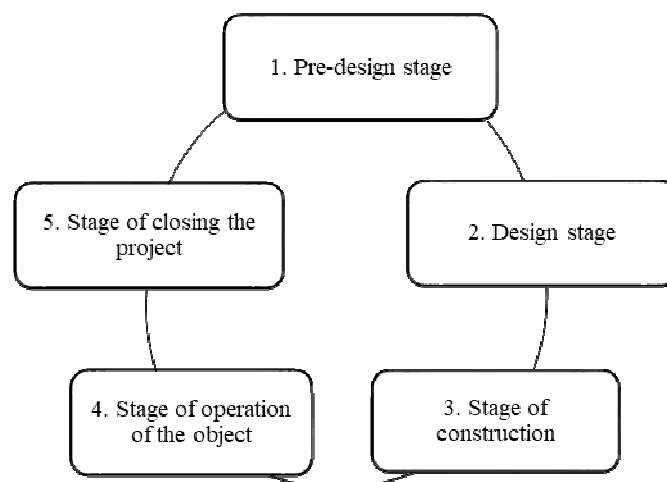 1. Pre-design stage
5. Stage of closing the
project
2. Design stage
4. Stage of operation
of the object
3. Stage of
construction